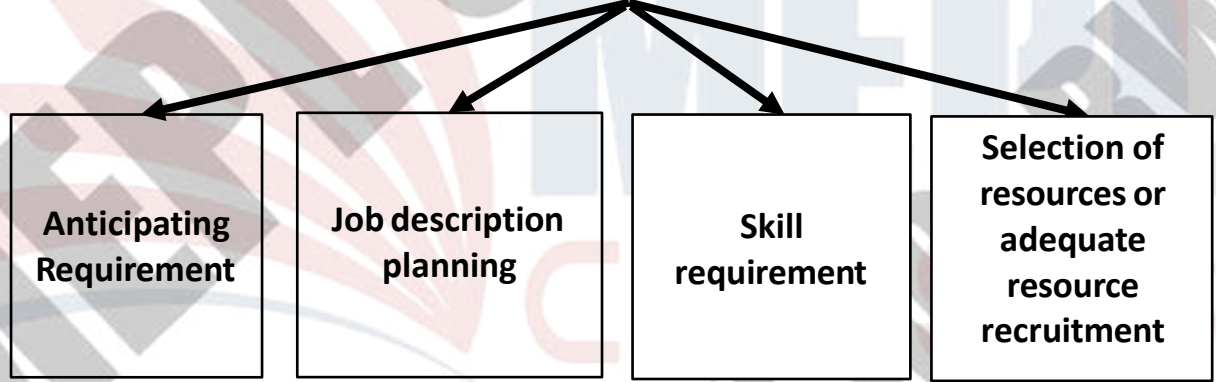 Anticipating
Requirement
Job description
planning
Skill
requirement
Selection of
resources or
adequate
resource
recruitment